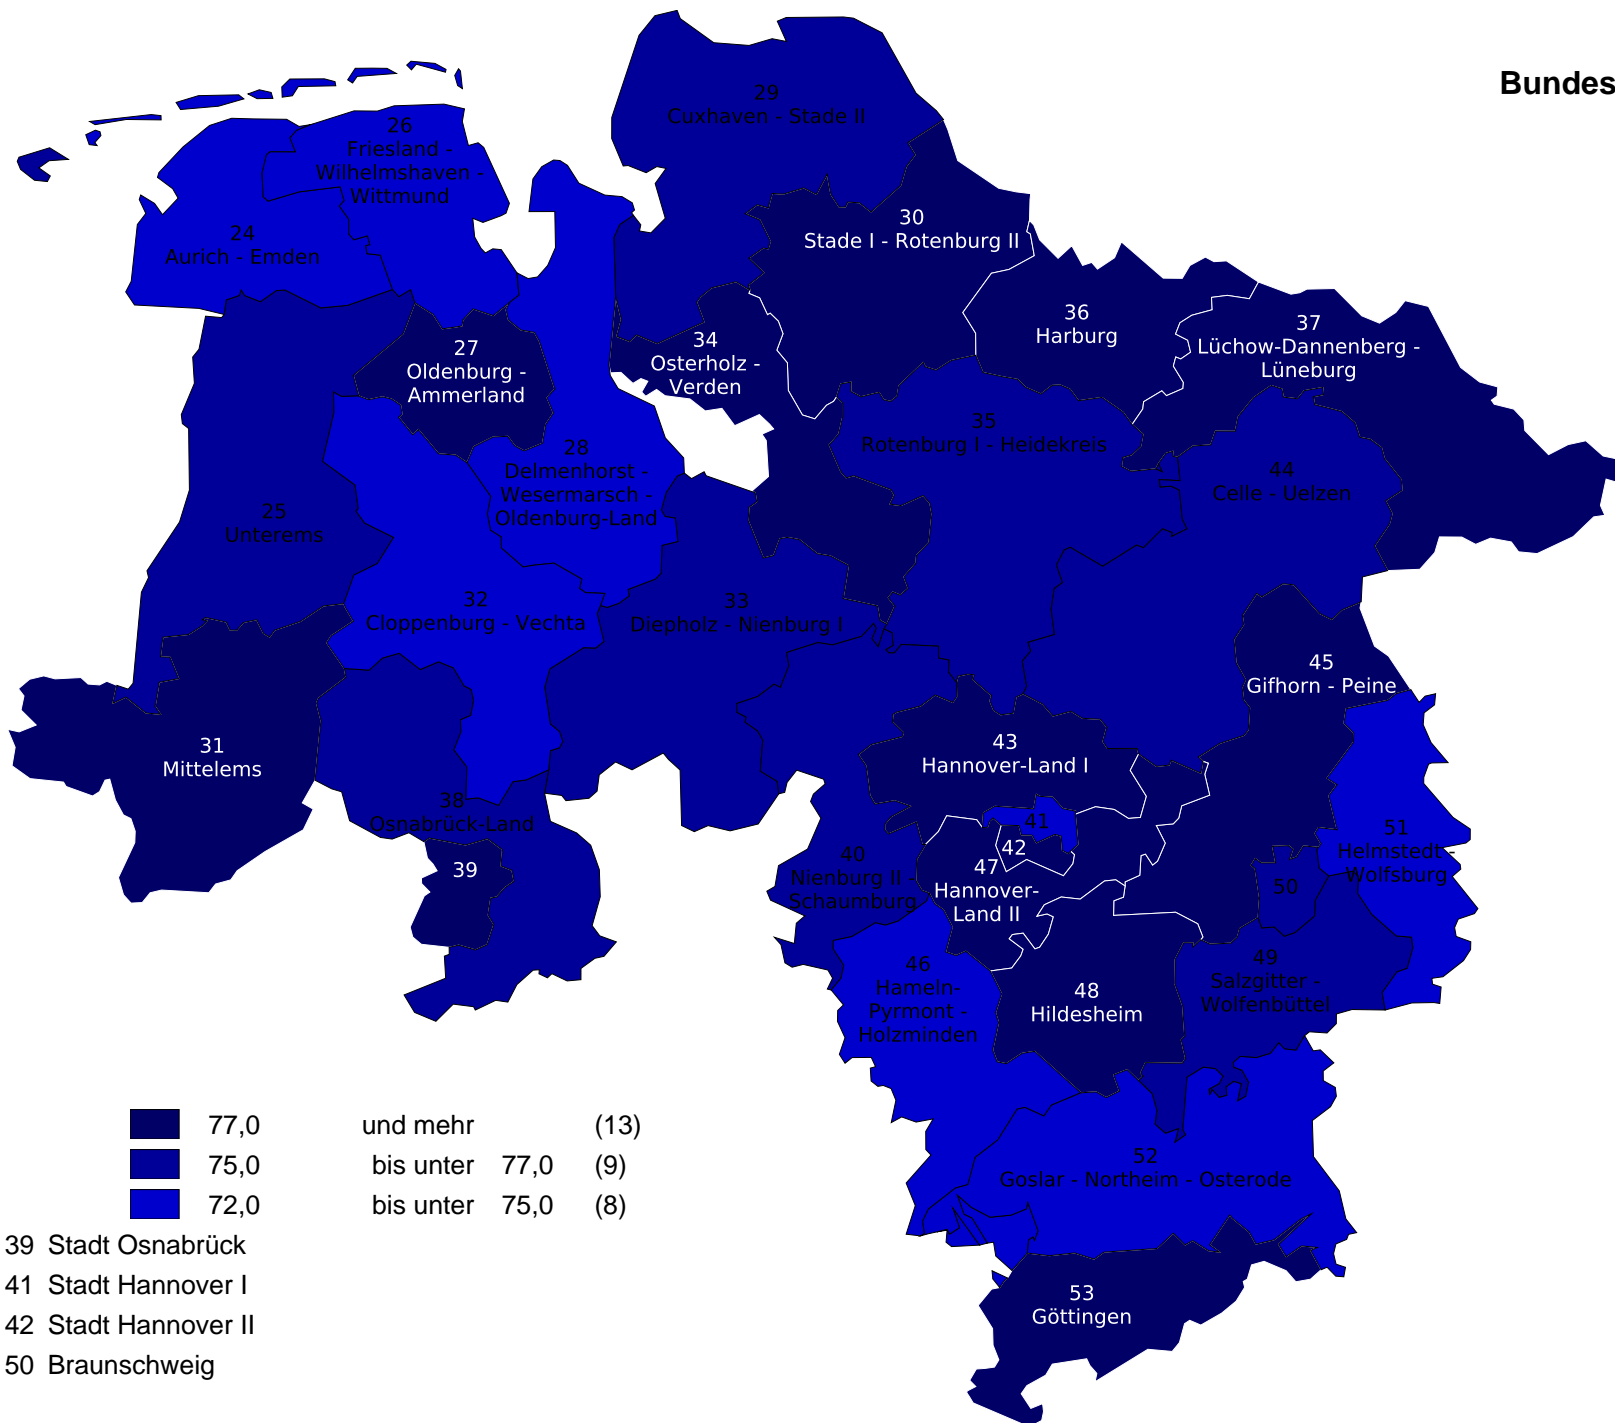 Bundes
29
Cuxhaven - Stade II
26
Friesland -
Wilhelmshaven -
Wittmund
24
Aurich - Emden
30
Stade I - Rotenburg II
36
Harburg
37
Lüchow-Dannenberg -
Lüneburg
27
Oldenburg -
Ammerland
34
Osterholz -
Verden
35
Rotenburg I - Heidekreis
28
Delmenhorst -
Wesermarsch -
Oldenburg-Land
44
Celle - Uelzen
25
Unterems
32
Cloppenburg - Vechta
33
Diepholz - Nienburg I
45
Gifhorn - Peine
31
Mittelems
43
Hannover-Land I
38
Osnabrück-Land
41
42
51
Helmstedt -
Wolfsburg
39
40
Nienburg II -
Schaumburg
47
Hannover-
Land II
50
46
Hameln-
Pyrmont -
Holzminden
48
Hildesheim
49
Salzgitter -
Wolfenbüttel
52
Goslar - Northeim - Osterode
53
Göttingen
77,0 und mehr (13)
75,0 bis unter 77,0 (9)
72,0 bis unter 75,0 (8)
39 Stadt Osnabrück
41 Stadt Hannover I
42 Stadt Hannover II
50 Braunschweig